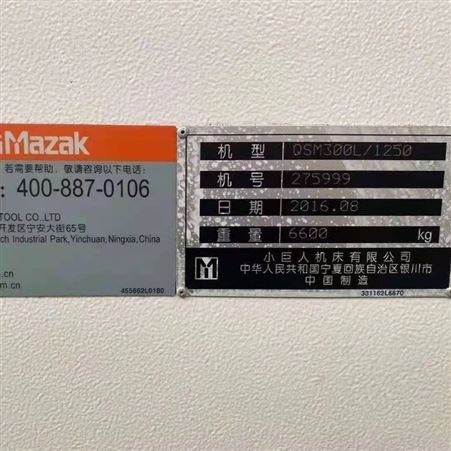 Mazak
若需要帮助，敬请咨询以下电话：
: 400-887-0106
TOOL CO.,LTD
开发区宁安大街65号
ch Industrial Park,Yinchuan,Ningxia,China
.cn
m.cn
455662L01B0
机 型 QSM300L/1250
机 号 275999
日 期 2016.08
重 量 6600 kg
小巨人机床有限公司
中华人民共和国宁夏回族自治区银川市
中国制造
331162L6670